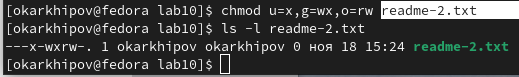 [okarkhipov@fedora lab10]$ chmod u=x,g=wx,o=rw readme-2.txt
[okarkhipov@fedora lab10]$ ls -l readme-2.txt
---x-wxrw-. 1 okarkhipov okarkhipov 0 ноя 18 15:24 readme-2.txt
[okarkhipov@fedora lab10]$